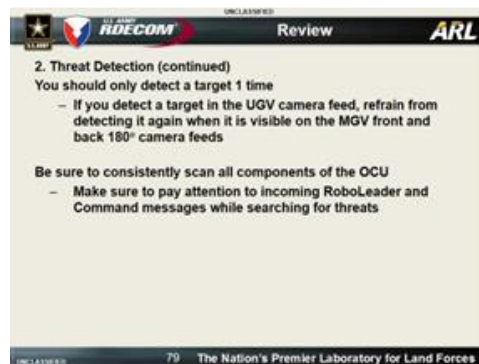 UNCLASSIFIED
U.S. ARMY
RDECOM
Review
ARL
U.S. ARMY
2. Threat Detection (continued)
You should only detect a target 1 time
– If you detect a target in the UGV camera feed, refrain from
detecting it again when it is visible on the MGV front and
back 180° camera feeds
Be sure to consistently scan all components of the OCU
– Make sure to pay attention to incoming RoboLeader and
Command messages while searching for threats
UNCLASSIFIED
79
The Nation's Premier Laboratory for Land Forces